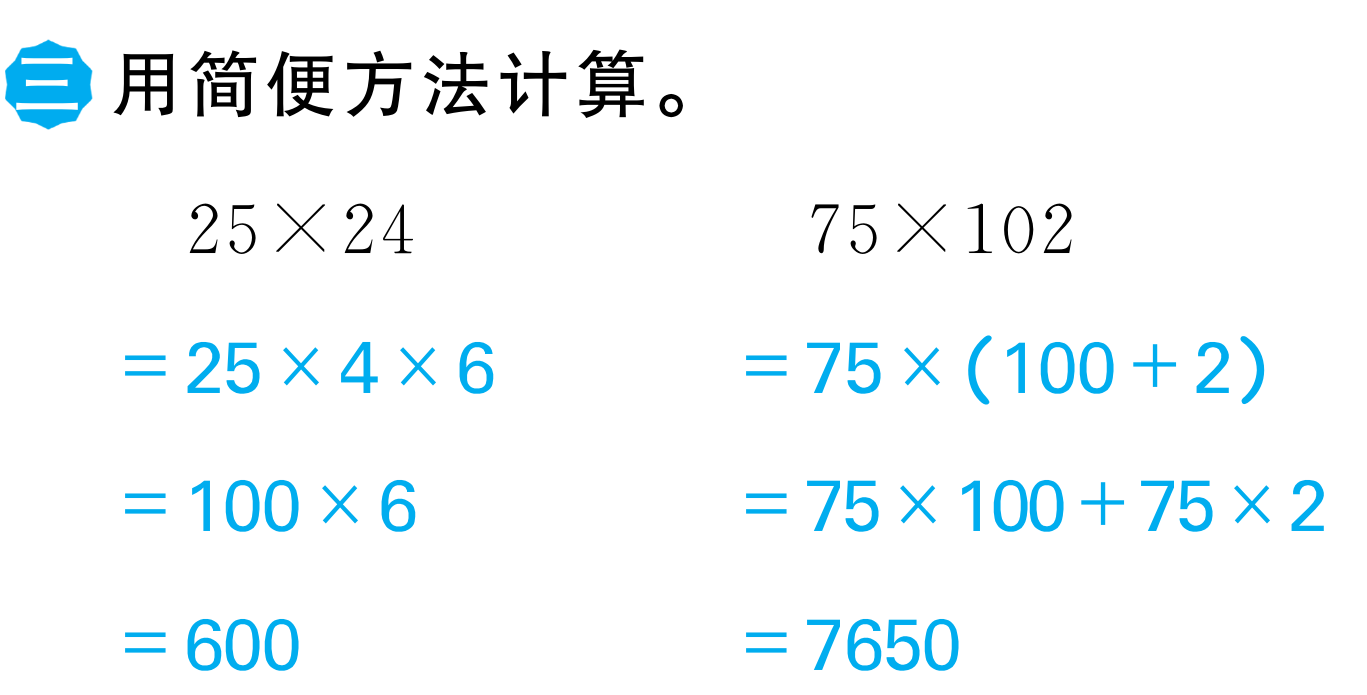 三 用简便方法计算。
25×24 75×102
=25×4×6 =75×(100+2)
=100×6 =75×100+75×2
=600 =7650